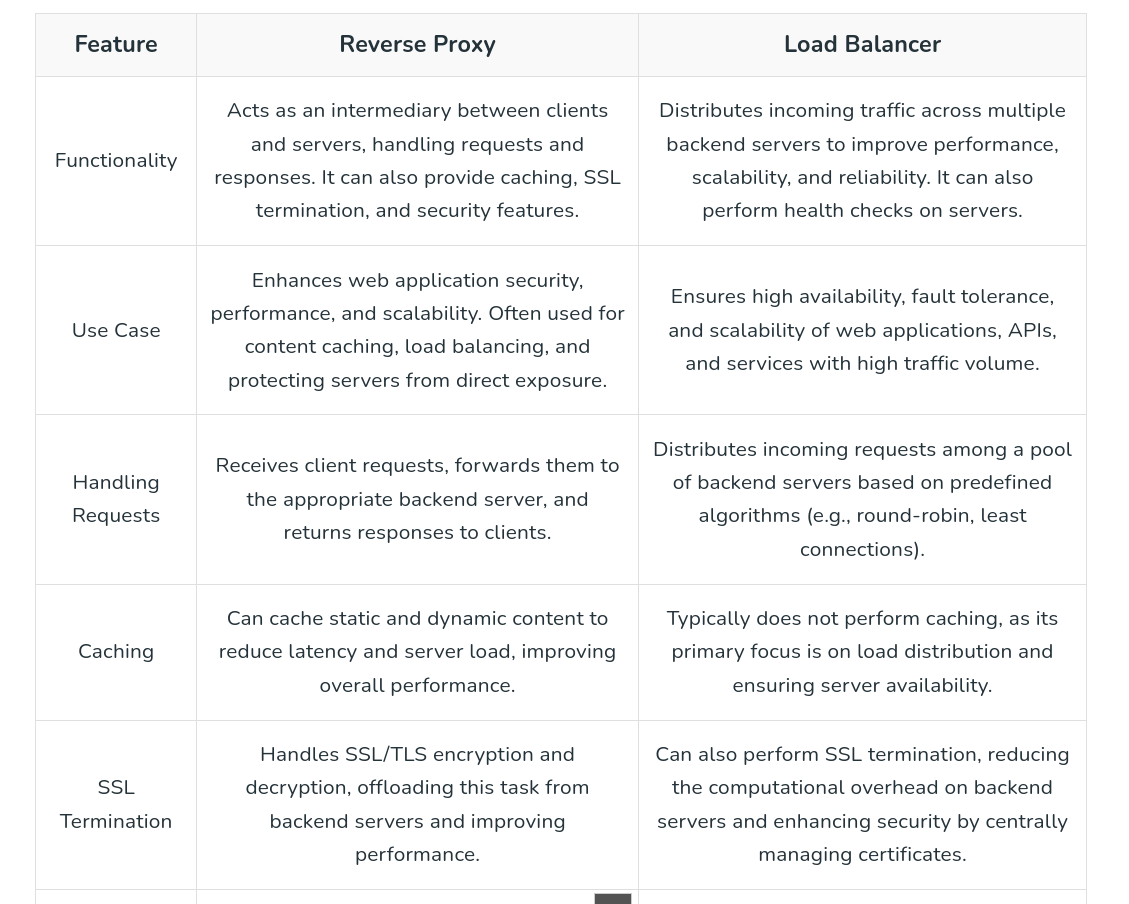 Feature
Reverse Proxy
Load Balancer
Functionality
Acts as an intermediary between clients
and servers, handling requests and
responses. It can also provide caching, SSL
termination, and security features.
Distributes incoming traffic across multiple
backend servers to improve performance,
scalability, and reliability. It can also
perform health checks on servers.
Use Case
Enhances web application security,
performance, and scalability. Often used for
content caching, load balancing, and
protecting servers from direct exposure.
Ensures high availability, fault tolerance,
and scalability of web applications, APIs,
and services with high traffic volume.
Handling
Requests
Receives client requests, forwards them to
the appropriate backend server, and
returns responses to clients.
Distributes incoming requests among a pool
of backend servers based on predefined
algorithms (e.g., round-robin, least
connections).
Caching
Can cache static and dynamic content to
reduce latency and server load, improving
overall performance.
Typically does not perform caching, as its
primary focus is on load distribution and
ensuring server availability.
SSL
Termination
Handles SSL/TLS encryption and
decryption, offloading this task from
backend servers and improving
performance.
Can also perform SSL termination, reducing
the computational overhead on backend
servers and enhancing security by centrally
managing certificates.